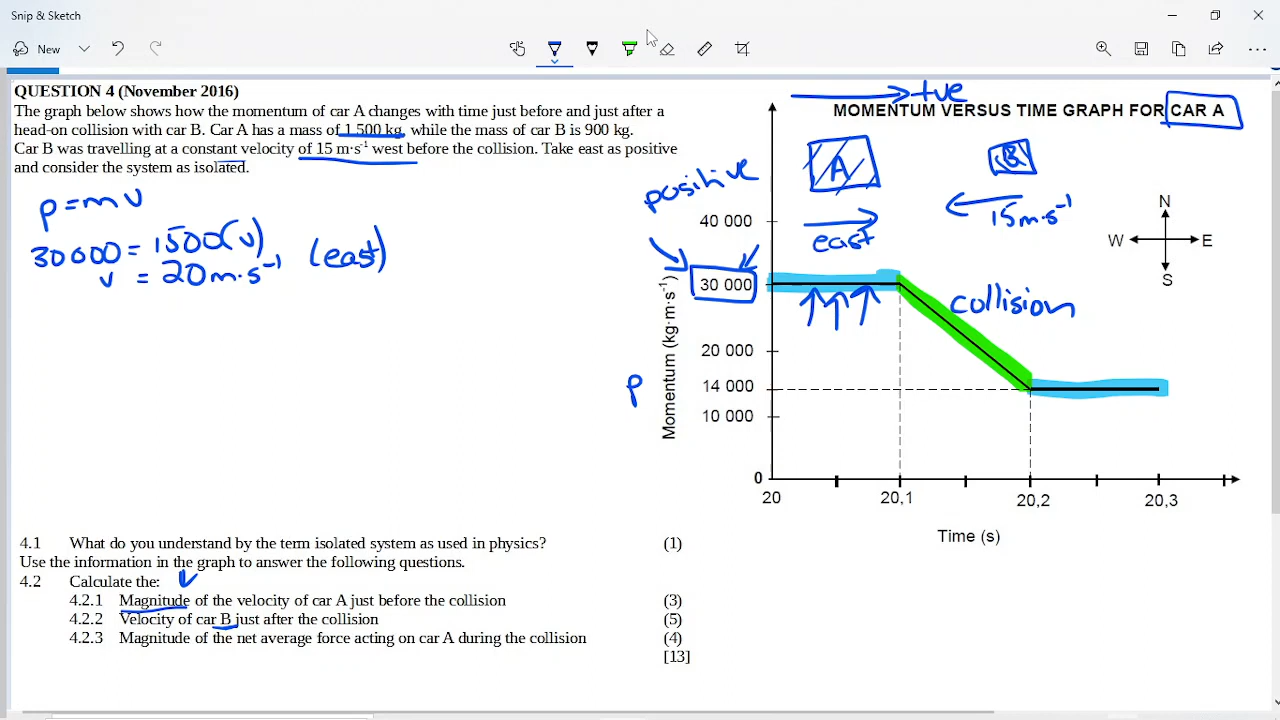 Snip & Sketch
New
QUESTION 4 (November 2016)
The graph below shows how the momentum of car A changes with time just before and just after a
head-on collision with car B. Car A has a mass of 1 500 kg, while the mass of car B is 900 kg.
Car B was travelling at a constant velocity of 15 m·s⁻¹ west before the collision. Take east as positive
and consider the system as isolated.
p = mv
30000 = 1500(v)
v = 20m·s⁻¹ (east)
+ve
MOMENTUM VERSUS TIME GRAPH FOR CAR A
A
B
positive
east
15m·s⁻¹
N
W E
S
collision
p
Momentum (kg·m·s⁻¹)
40 000
30 000
20 000
14 000
10 000
0
20 20,1 20,2 20,3
Time (s)
4.1 What do you understand by the term isolated system as used in physics? (1)
Use the information in the graph to answer the following questions.
4.2 Calculate the:
4.2.1 Magnitude of the velocity of car A just before the collision (3)
4.2.2 Velocity of car B just after the collision (5)
4.2.3 Magnitude of the net average force acting on car A during the collision (4)
[13]